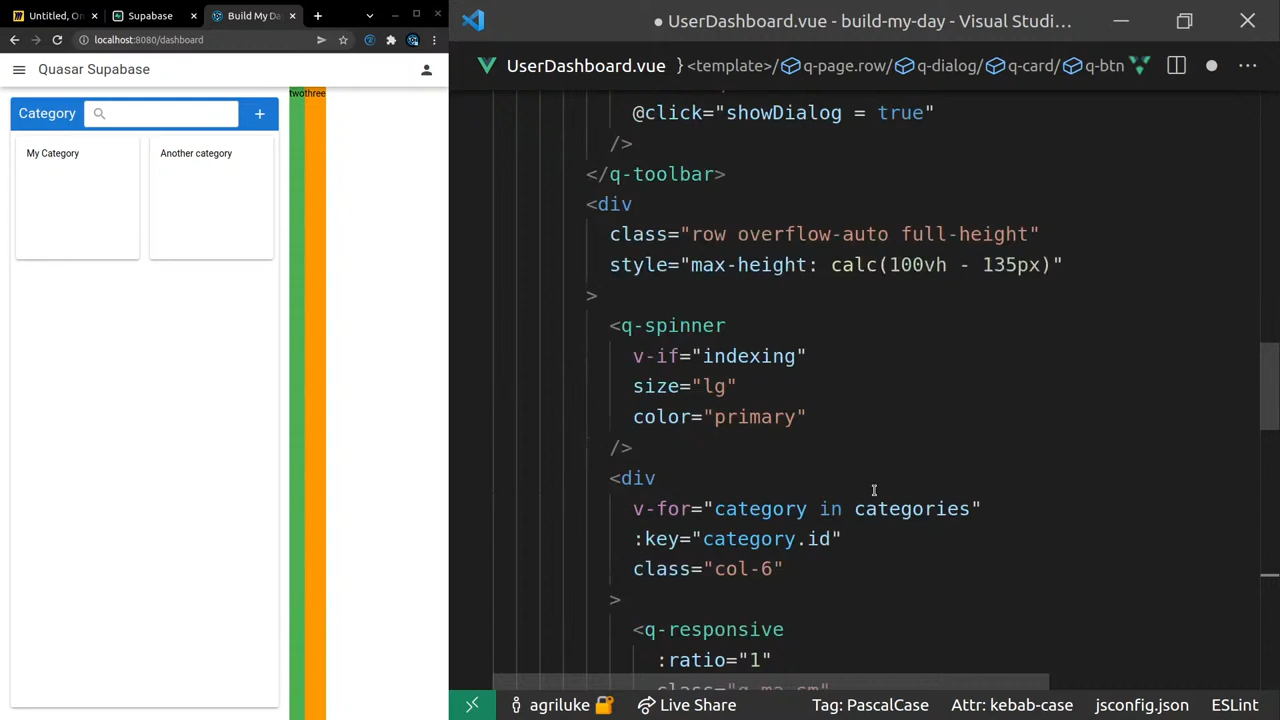 Untitled, On
Supabase
Build My Da
localhost:8080/dashboard
Quasar Supabase
Category
My Category
Another category
twothree
UserDashboard.vue - build-my-day - Visual Studi...
UserDashboard.vue } <template>/ q-page.row/ q-dialog/ q-card/ q-btn
@click="showDialog = true"
/>
</q-toolbar>
<div
class="row overflow-auto full-height"
style="max-height: calc(100vh - 135px)"
>
<q-spinner
v-if="indexing"
size="lg"
color="primary"
/>
<div
v-for="category in categories"
:key="category.id"
class="col-6"
>
<q-responsive
:ratio="1"
class="q-ma-sm"
agriluke
Live Share
Tag: PascalCase
Attr: kebab-case
jsconfig.json
ESLint